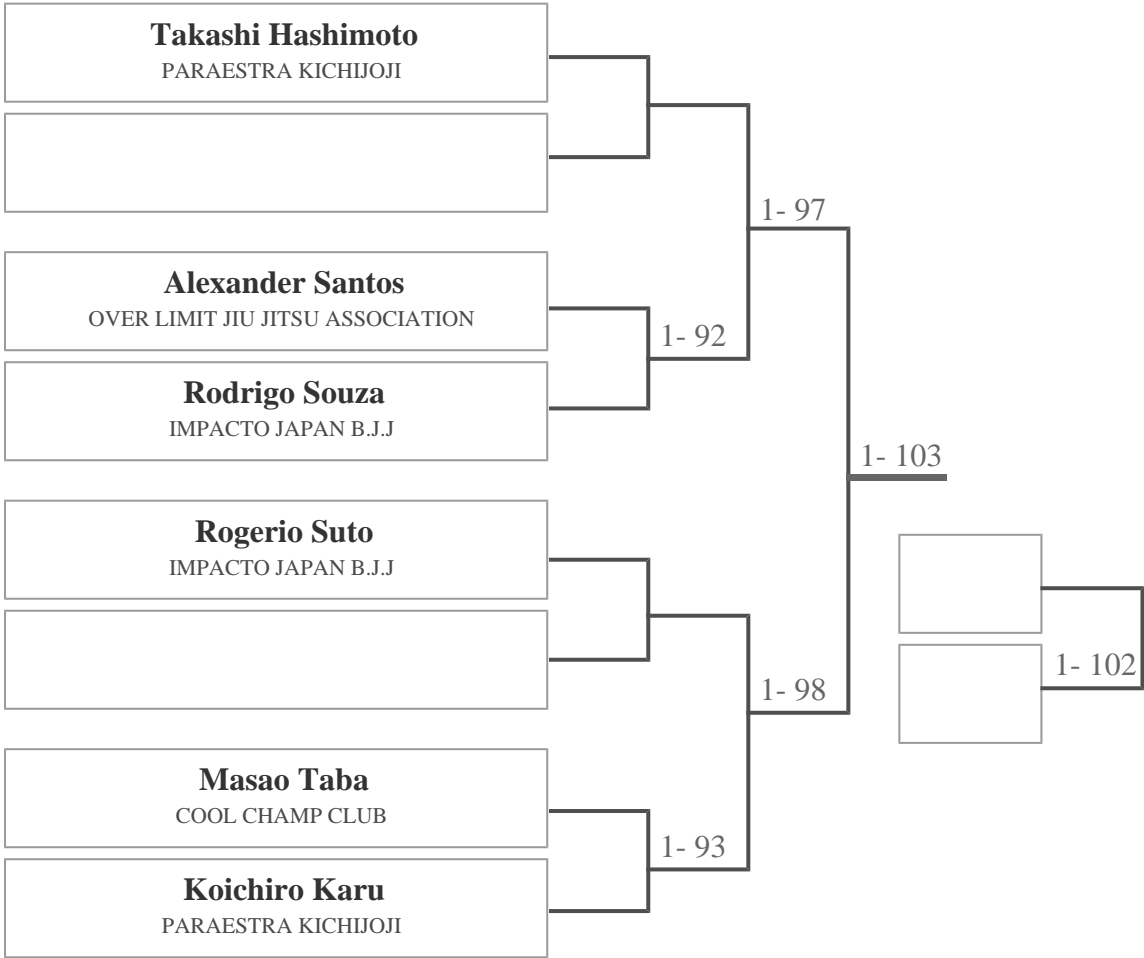 Takashi Hashimoto
PARAESTRA KICHIJOJI
1- 97
Alexander Santos
OVER LIMIT JIU JITSU ASSOCIATION
1- 92
Rodrigo Souza
IMPACTO JAPAN B.J.J
1- 103
Rogerio Suto
IMPACTO JAPAN B.J.J
1- 102
1- 98
Masao Taba
COOL CHAMP CLUB
1- 93
Koichiro Karu
PARAESTRA KICHIJOJI